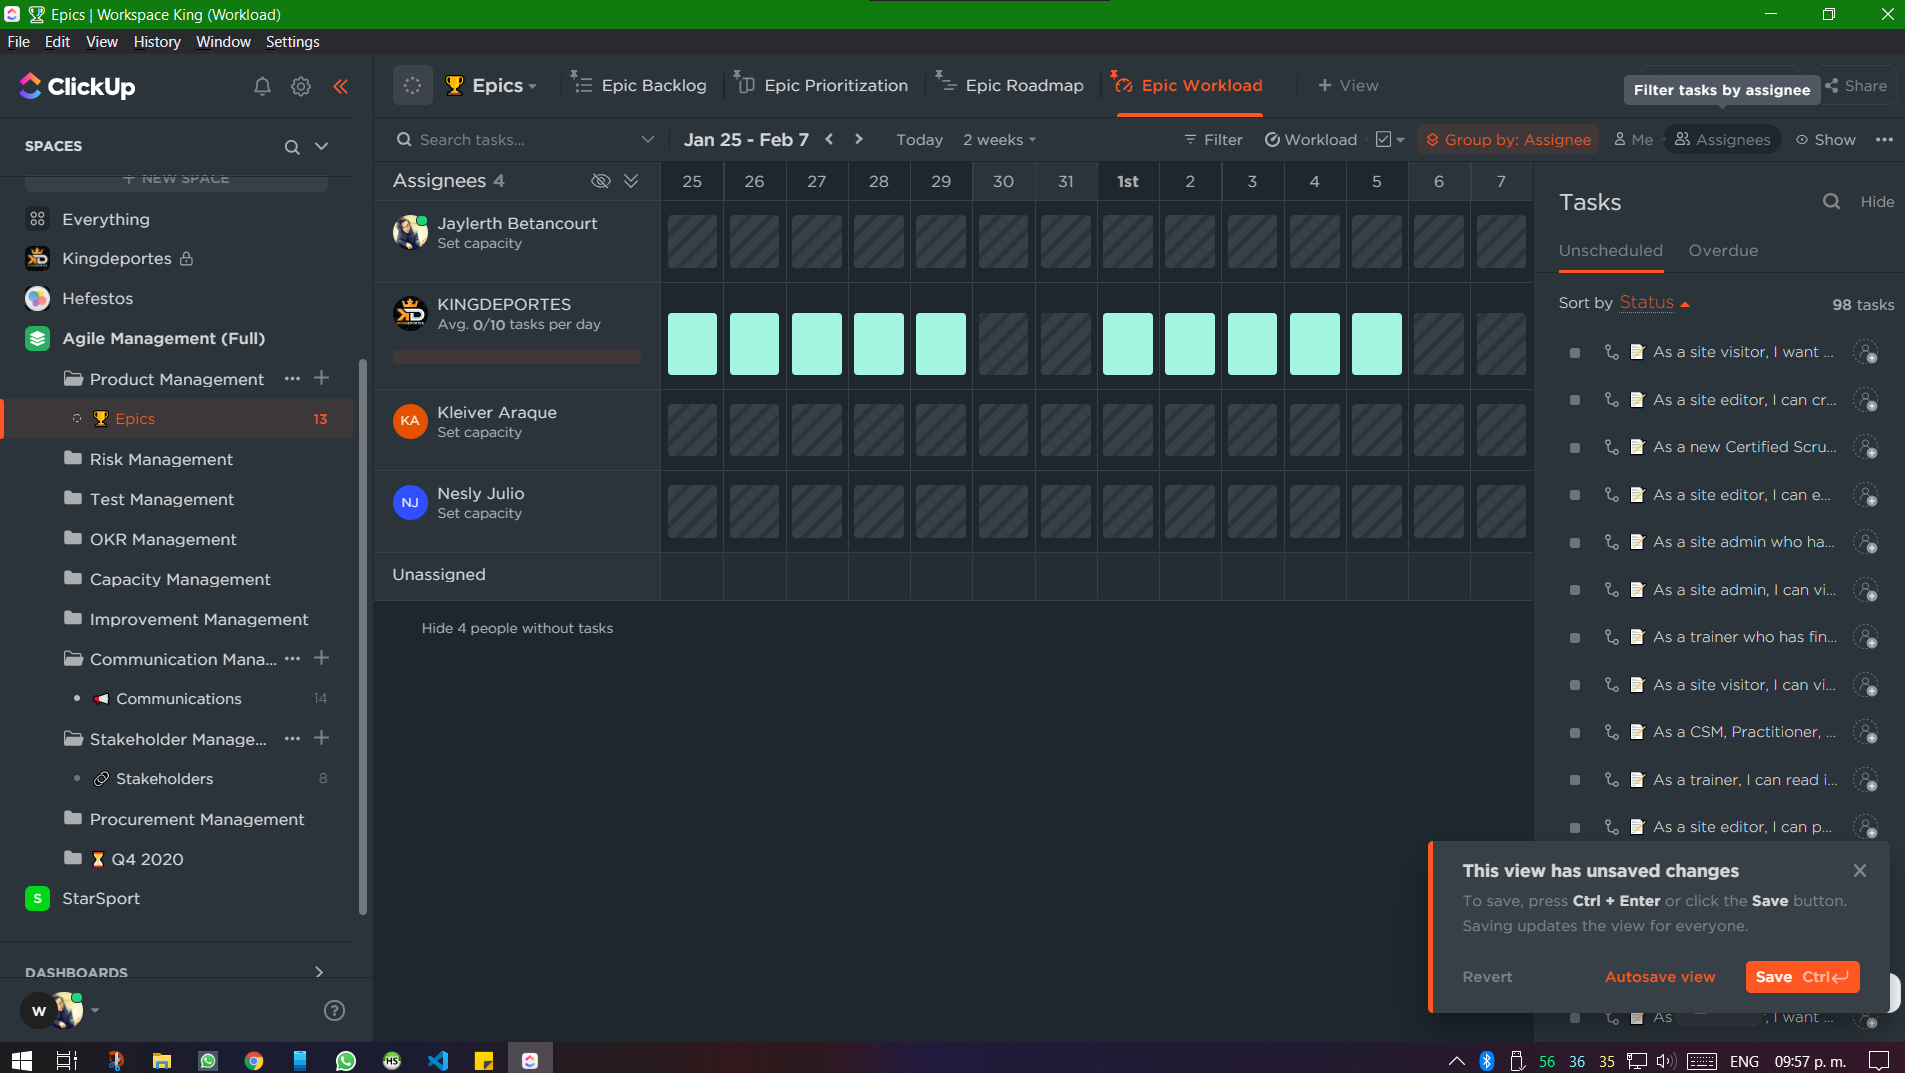 Epics | Workspace King (Workload)
File Edit View History Window Settings
ClickUp
Epics
Epic Backlog
Epic Prioritization
Epic Roadmap
Epic Workload
+ View
Filter tasks by assignee
Share
SPACES
Search tasks...
Jan 25 - Feb 7
Today
2 weeks
Filter
Workload
Group by: Assignee
Me
Assignees
Show
+ NEW SPACE
Everything
Kingdeportes
Hefestos
Agile Management (Full)
Product Management
Epics 13
Risk Management
Test Management
OKR Management
Capacity Management
Improvement Management
Communication Mana...
Communications 14
Stakeholder Manage...
Stakeholders 8
Procurement Management
Q4 2020
S StarSport
DASHBOARDS
W
Assignees 4
25 26 27 28 29 30 31 1st 2 3 4 5 6 7
Jaylerth Betancourt
Set capacity
KINGDEPORTES
Avg. 0/10 tasks per day
KA Kleiver Araque
Set capacity
NJ Nesly Julio
Set capacity
Unassigned
Hide 4 people without tasks
Tasks
Hide
Unscheduled Overdue
Sort by Status
98 tasks
As a site visitor, I want ...
As a site editor, I can cr...
As a new Certified Scru...
As a site editor, I can e...
As a site admin who ha...
As a site admin, I can vi...
As a trainer who has fin...
As a site visitor, I can vi...
As a CSM, Practitioner, ...
As a trainer, I can read i...
As a site editor, I can p...
This view has unsaved changes
To save, press Ctrl + Enter or click the Save button.
Saving updates the view for everyone.
Revert
Autosave view
Save Ctrl
As , I want ...
HS
56 36 35
ENG
09:57 p. m.